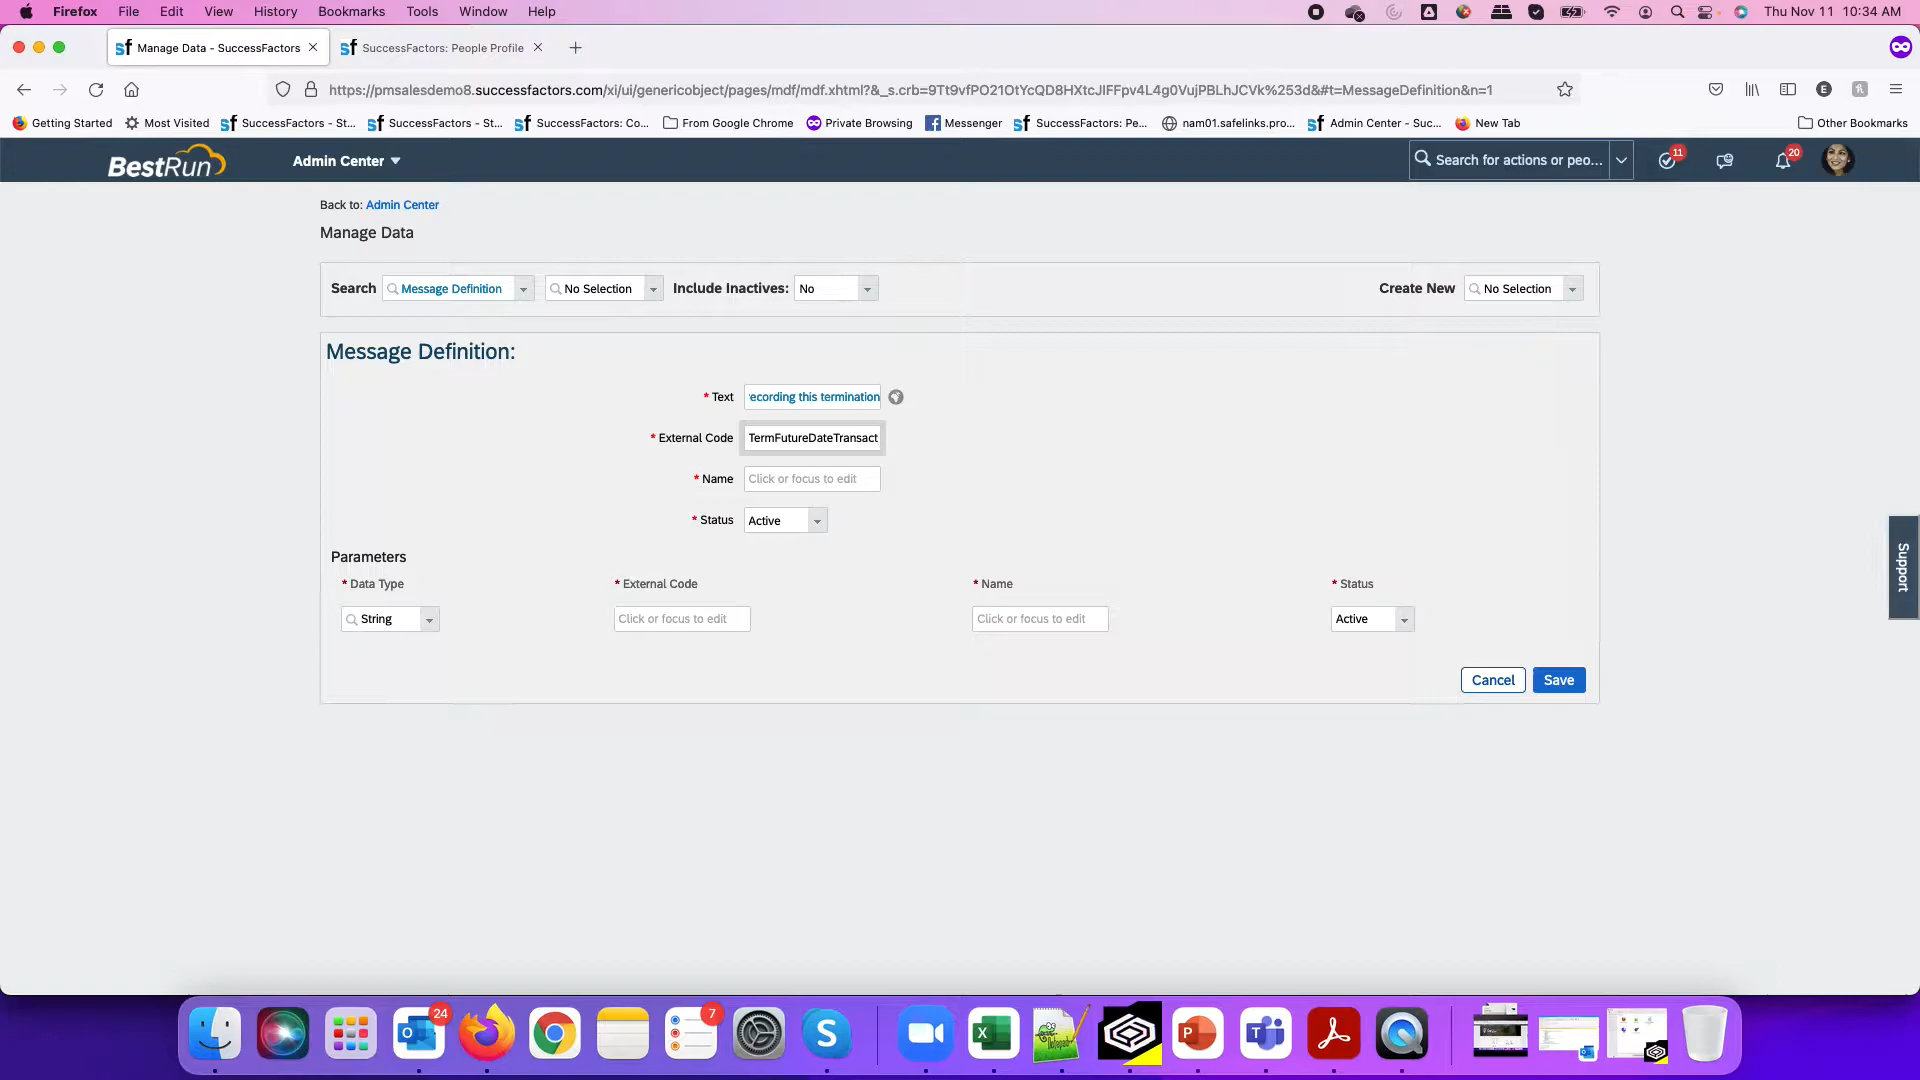 Firefox File Edit View History Bookmarks Tools Window Help Thu Nov 11 10:34 AM
Manage Data - SuccessFactors SuccessFactors: People Profile
https://pmsalesdemo8.successfactors.com/xi/ui/genericobject/pages/mdf/mdf.xhtml?&_s.crb=9Tt9vfPO21OtYcQD8HXtcJIFFpv4L4g0VujPBLhJCVk%253d&#t=MessageDefinition&n=1
Getting Started Most Visited SuccessFactors - St... SuccessFactors - St... SuccessFactors: Co... From Google Chrome Private Browsing Messenger SuccessFactors: Pe... nam01.safelinks.pro... Admin Center - Suc... New Tab Other Bookmarks
BestRun Admin Center Search for actions or peo... 11 20
Back to: Admin Center
Manage Data
Search Message Definition No Selection Include Inactives: No Create New No Selection
Message Definition:
* Text ecording this termination
* External Code TermFutureDateTransact
* Name Click or focus to edit
* Status Active
Parameters
* Data Type * External Code * Name * Status
String Click or focus to edit Click or focus to edit Active
Cancel Save
Support
24 7